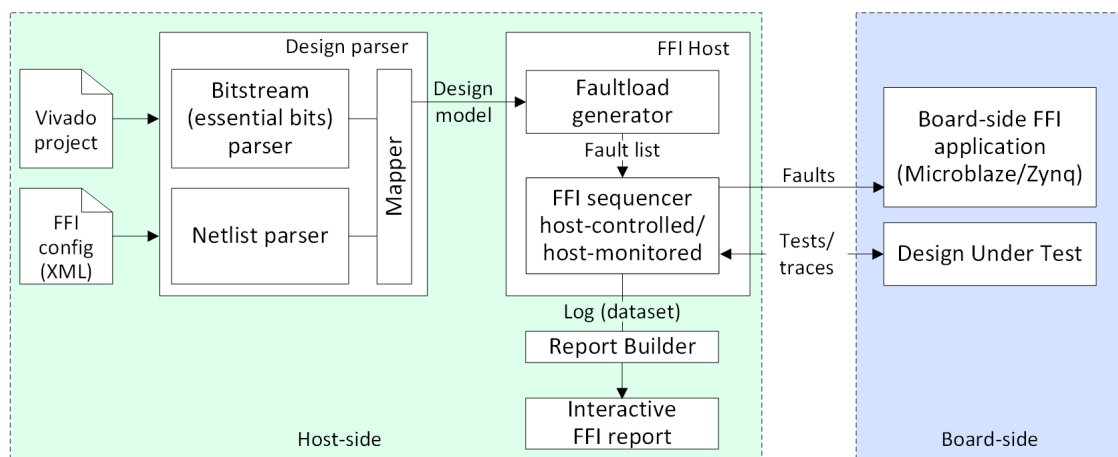 Design parser
FFI Host
Vivado
project
Bitstream
(essential bits)
parser
Mapper
Design
model
Faultload
generator
Fault list
FFI
config
(XML)
Netlist parser
FFI sequencer
host-controlled/
host-monitored
Faults
Tests/
traces
Board-side FFI
application
(Microblaze/Zynq)
Design Under Test
Log (dataset)
Report Builder
Interactive
FFI report
Host-side
Board-side